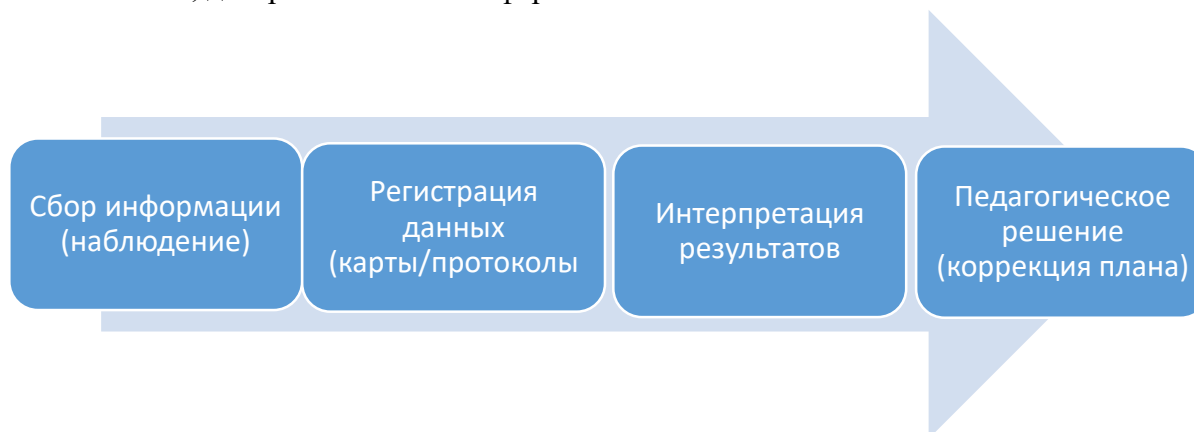 Сбор информации
(наблюдение)
Регистрация
данных
(карты/протоколы
Интерпретация
результатов
Педагогическое
решение
(коррекция плана)